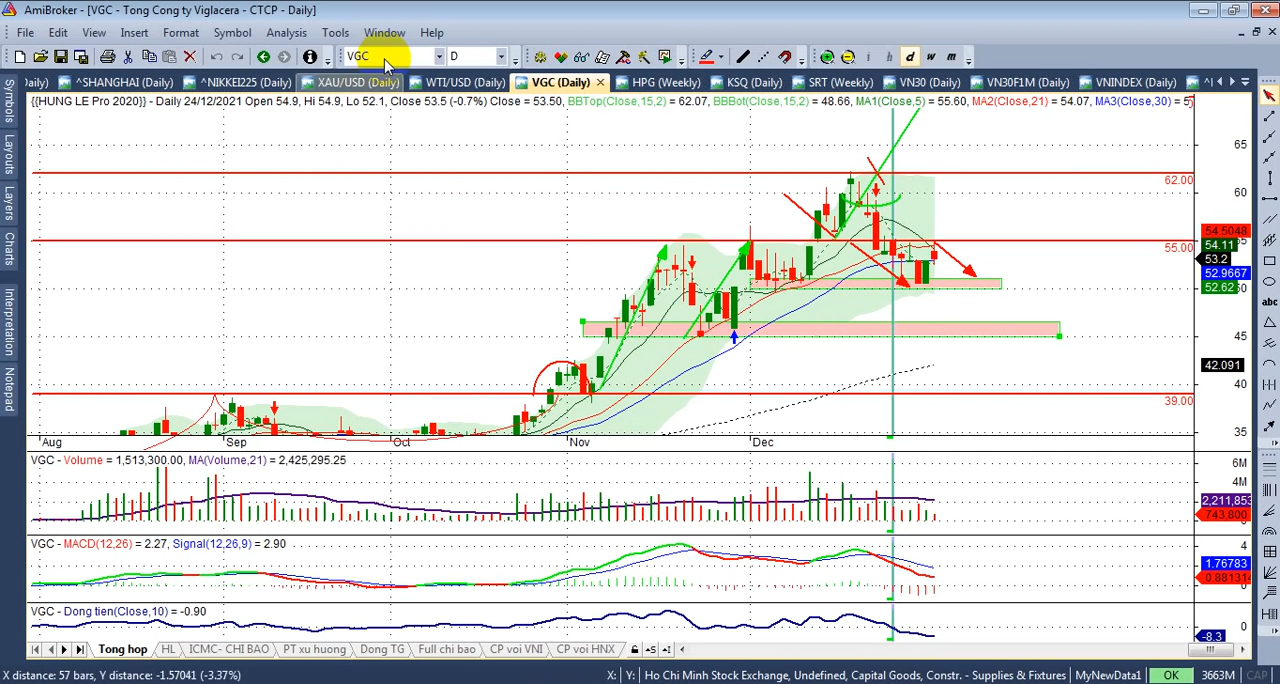 AmiBroker - [VGC - Tong Cong ty Viglacera - CTCP - Daily]
File Edit View Insert Format Symbol Analysis Tools Window Help
VGC D i h d w m
aily) ^SHANGHAI (Daily) ^NIKKEI225 (Daily) XAU/USD (Daily) WTI/USD (Daily) VGC (Daily) HPG (Weekly) KSQ (Daily) SRT (Weekly) VN30 (Daily) VN30F1M (Daily) VNINDEX (Daily)
{{HUNG LE Pro 2020}} - Daily 24/12/2021 Open 54.9, Hi 54.9, Lo 52.1, Close 53.5 (-0.7%) Close = 53.50, BBTop(Close,15,2) = 62.07, BBBot(Close,15,2) = 48.66, MA1(Close,5) = 55.60, MA2(Close,21) = 54.07, MA3(Close,30) = 5
Symbols
Layouts
Layers
Charts
Interpretation
Notepad
65
62.00
60
54.5048
54.11
55.00
53.2
52.9667
52.62
50
45
42.091
40
39.00
35
Aug Sep Oct Nov Dec
VGC - Volume = 1,513,300.00, MA(Volume,21) = 2,425,295.25
6M
4M
2,211,853
743,800
VGC - MACD(12,26) = 2.27, Signal(12,26,9) = 2.90
4
1.76783
0.881314
VGC - Dong tien(Close,10) = -0.90
0
-8.3
Tong hop HL ICMC- CHI BAO PT xu huong Dong TG Full chi bao CP voi VNI CP voi HNX
X distance: 57 bars, Y distance: -1.57041 (-3.37%) X: Y: Ho Chi Minh Stock Exchange, Undefined, Capital Goods, Constr. - Supplies & Fixtures MyNewData1 OK 3663M CAP
abc